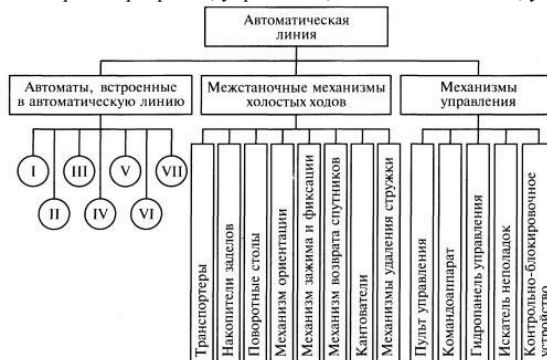 Автоматическая
линия
Автоматы, встроенные
в автоматическую линию
Межстаночные механизмы
холостых ходов
Механизмы
управления
I
II
III
IV
V
VI
VII
Транспортеры
Накопители заделов
Поворотные столы
Механизм ориентации
Механизм зажима и фиксации
Механизм возврата спутников
Кантователи
Механизмы удаления стружки
Пульт управления
Командоаппарат
Гидропанель управления
Искатель неполадок
Контрольно-блокировочное
устройство